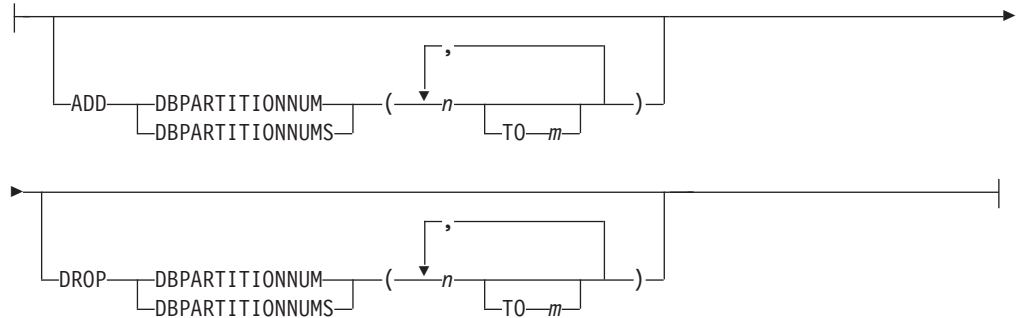 ,
ADD DBPARTITIONNUM ( n )
DBPARTITIONNUMS TO m
,
DROP DBPARTITIONNUM ( n )
DBPARTITIONNUMS TO m